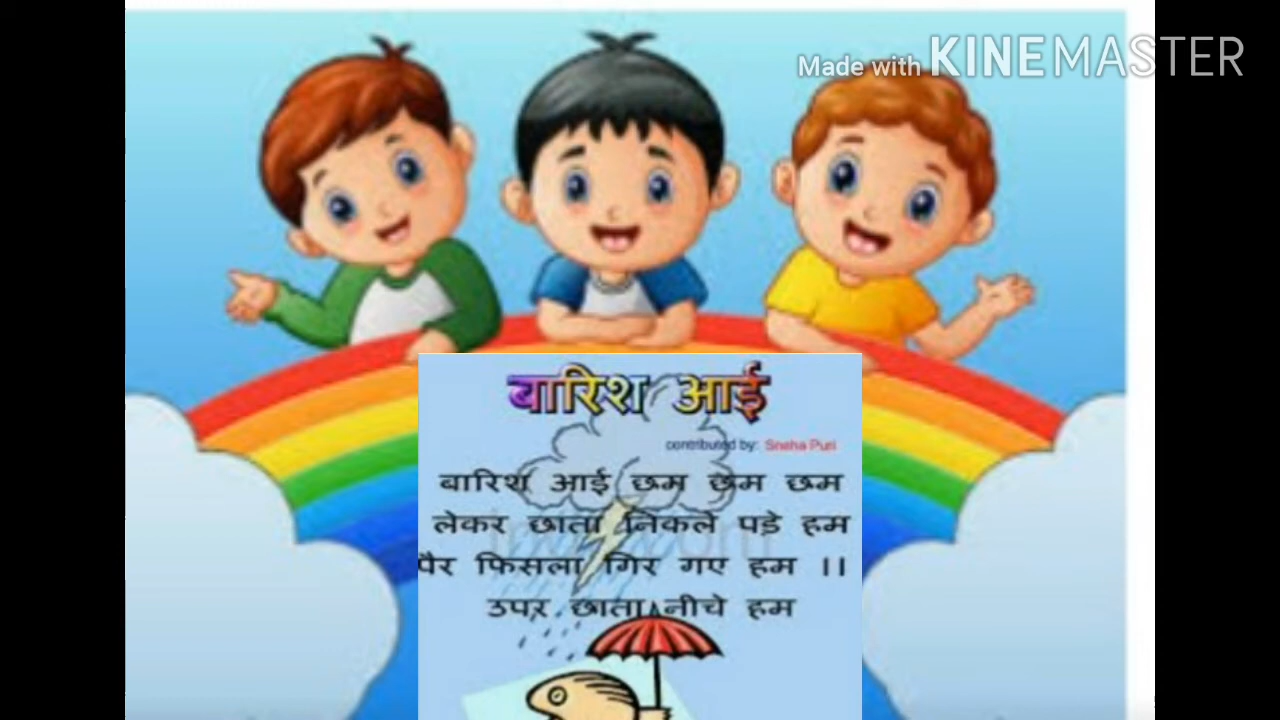 Made with KINEMASTER
बारिश आई
contributed by: Sneha Puri
बारिश आई छम छम छम
लेकर छाता निकले पड़े हम
पैर फिसला गिर गए हम ।।
उपर छाता नीचे हम